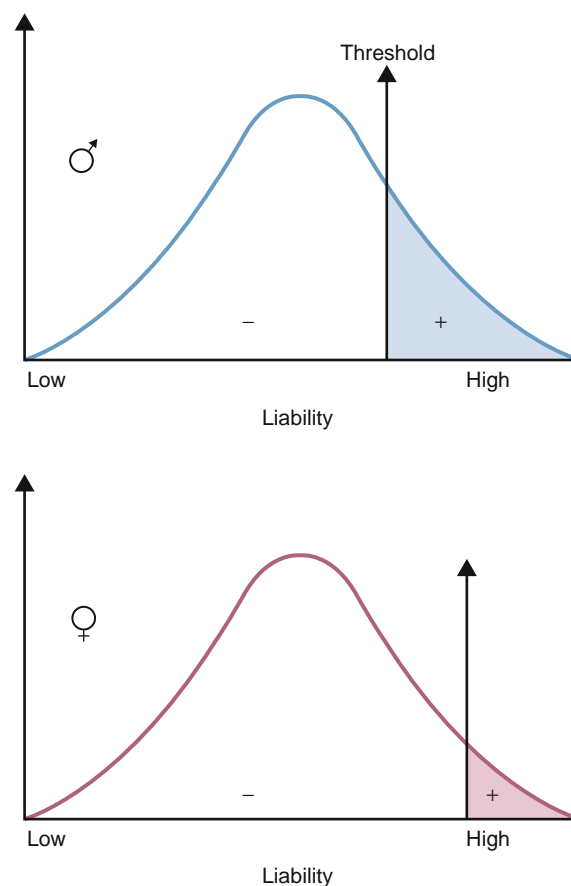 Threshold
♂
− +
Low High
Liability
♀
− +
Low High
Liability